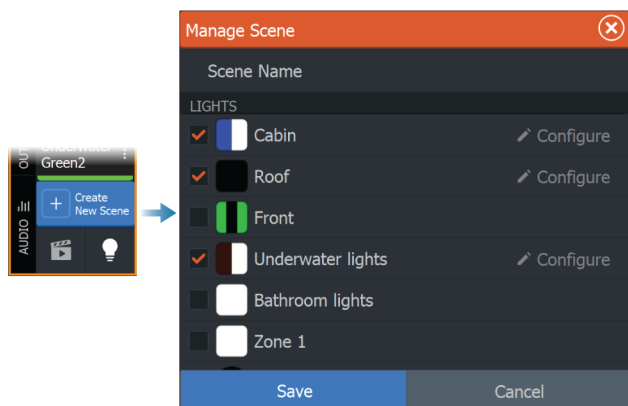 Manage Scene
Scene Name
LIGHTS
Cabin
Configure
Roof
Configure
Front
Underwater lights
Configure
Bathroom lights
Zone 1
Save
Cancel
OUT
Underwater
Green2
Create
New Scene
AUDIO